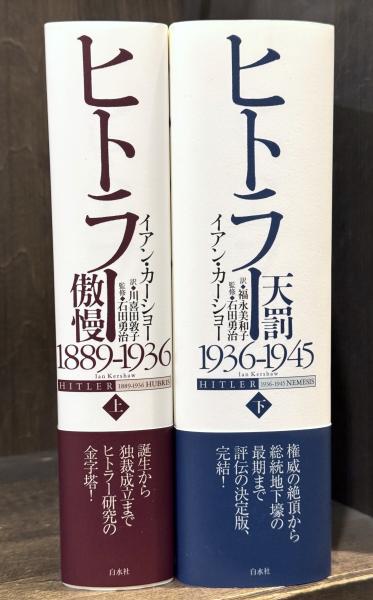 ヒトラー
傲慢
1889-1936
イアン・カーショー
訳・川喜田敦子
監修・石田勇治
Ian Kershaw
HITLER 1889-1936 HUBRIS
上
誕生から
独裁成立まで
ヒトラー研究の
金字塔!
白水社
ヒトラー
天罰
1936-1945
イアン・カーショー
訳・福永美和子
監修・石田勇治
Ian Kershaw
HITLER 1936-1945 NEMESIS
下
権威の絶頂から
総統地下壕の
最期まで
評伝の決定版、
完結!
白水社